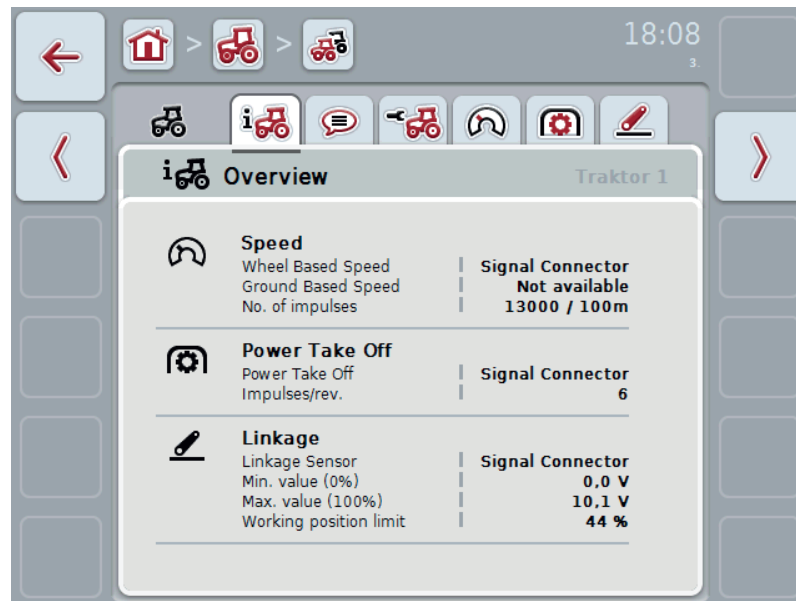 > >
18:08
3.
i
i Overview Traktor 1
Speed
Wheel Based Speed Signal Connector
Ground Based Speed Not available
No. of impulses 13000 / 100m
Power Take Off
Power Take Off Signal Connector
Impulses/rev. 6
Linkage
Linkage Sensor Signal Connector
Min. value (0%) 0,0 V
Max. value (100%) 10,1 V
Working position limit 44 %